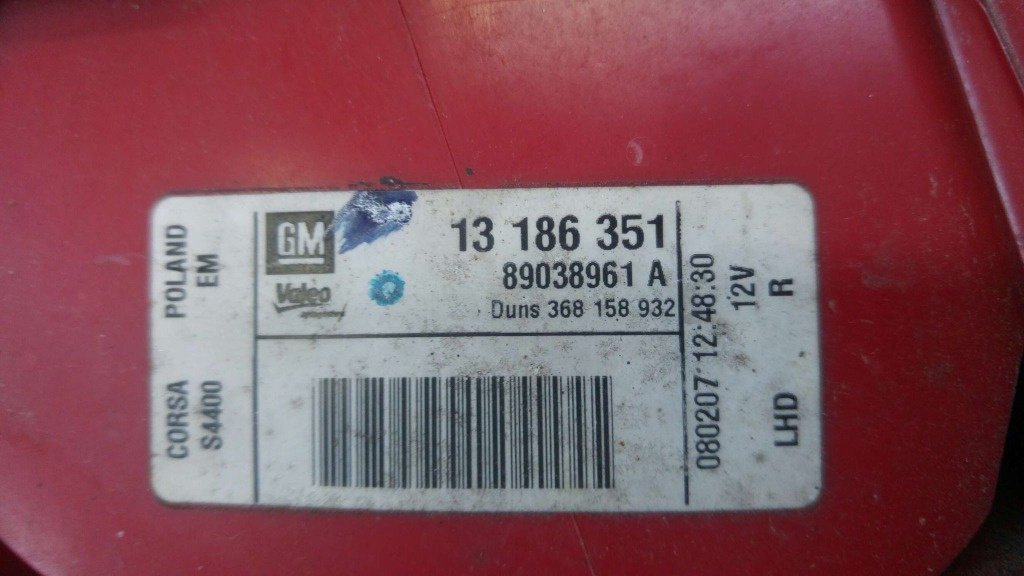 POLAND
EM
CORSA
S4400
GM
Valeo
13 186 351
89038961 A
Duns 368 158 932
080207 12:48:30
12V
LHD R